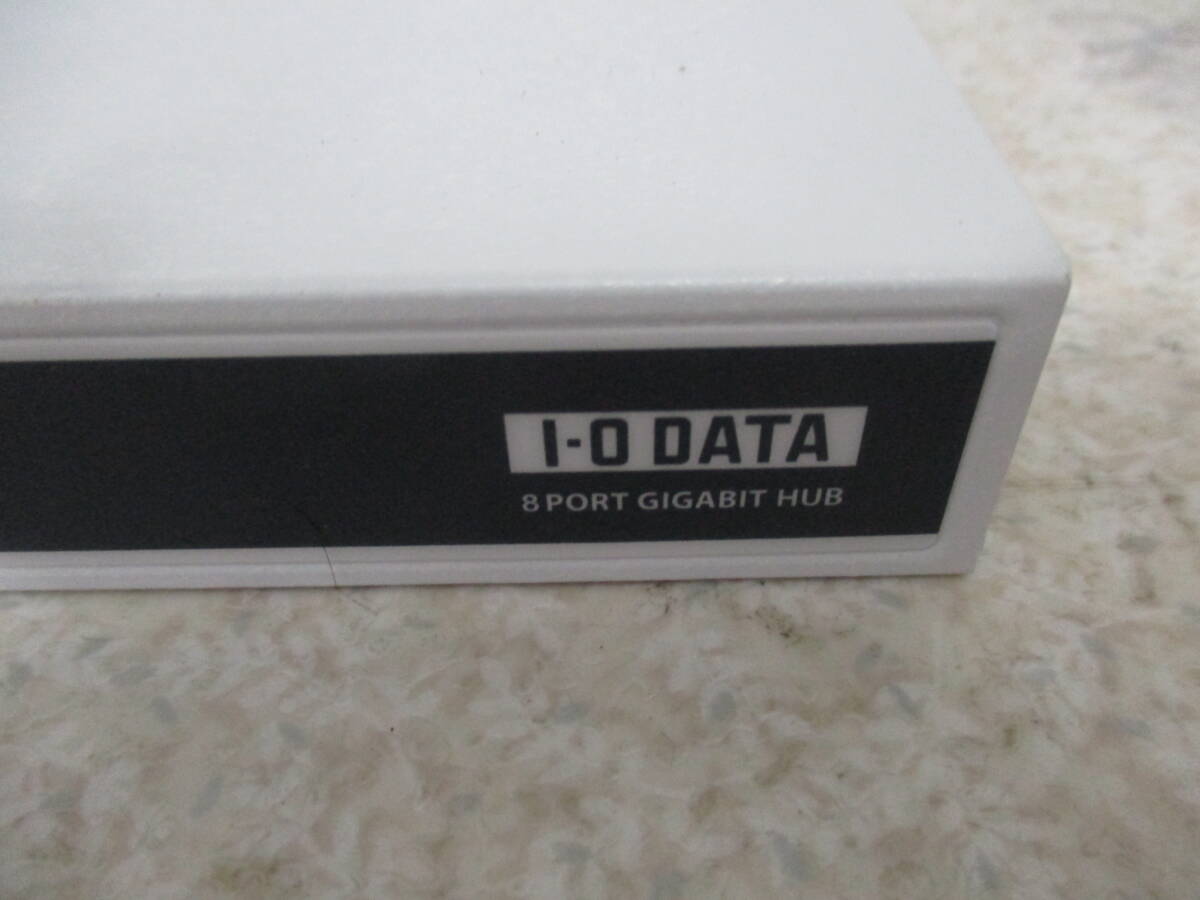 I-O DATA
8 PORT GIGABIT HUB